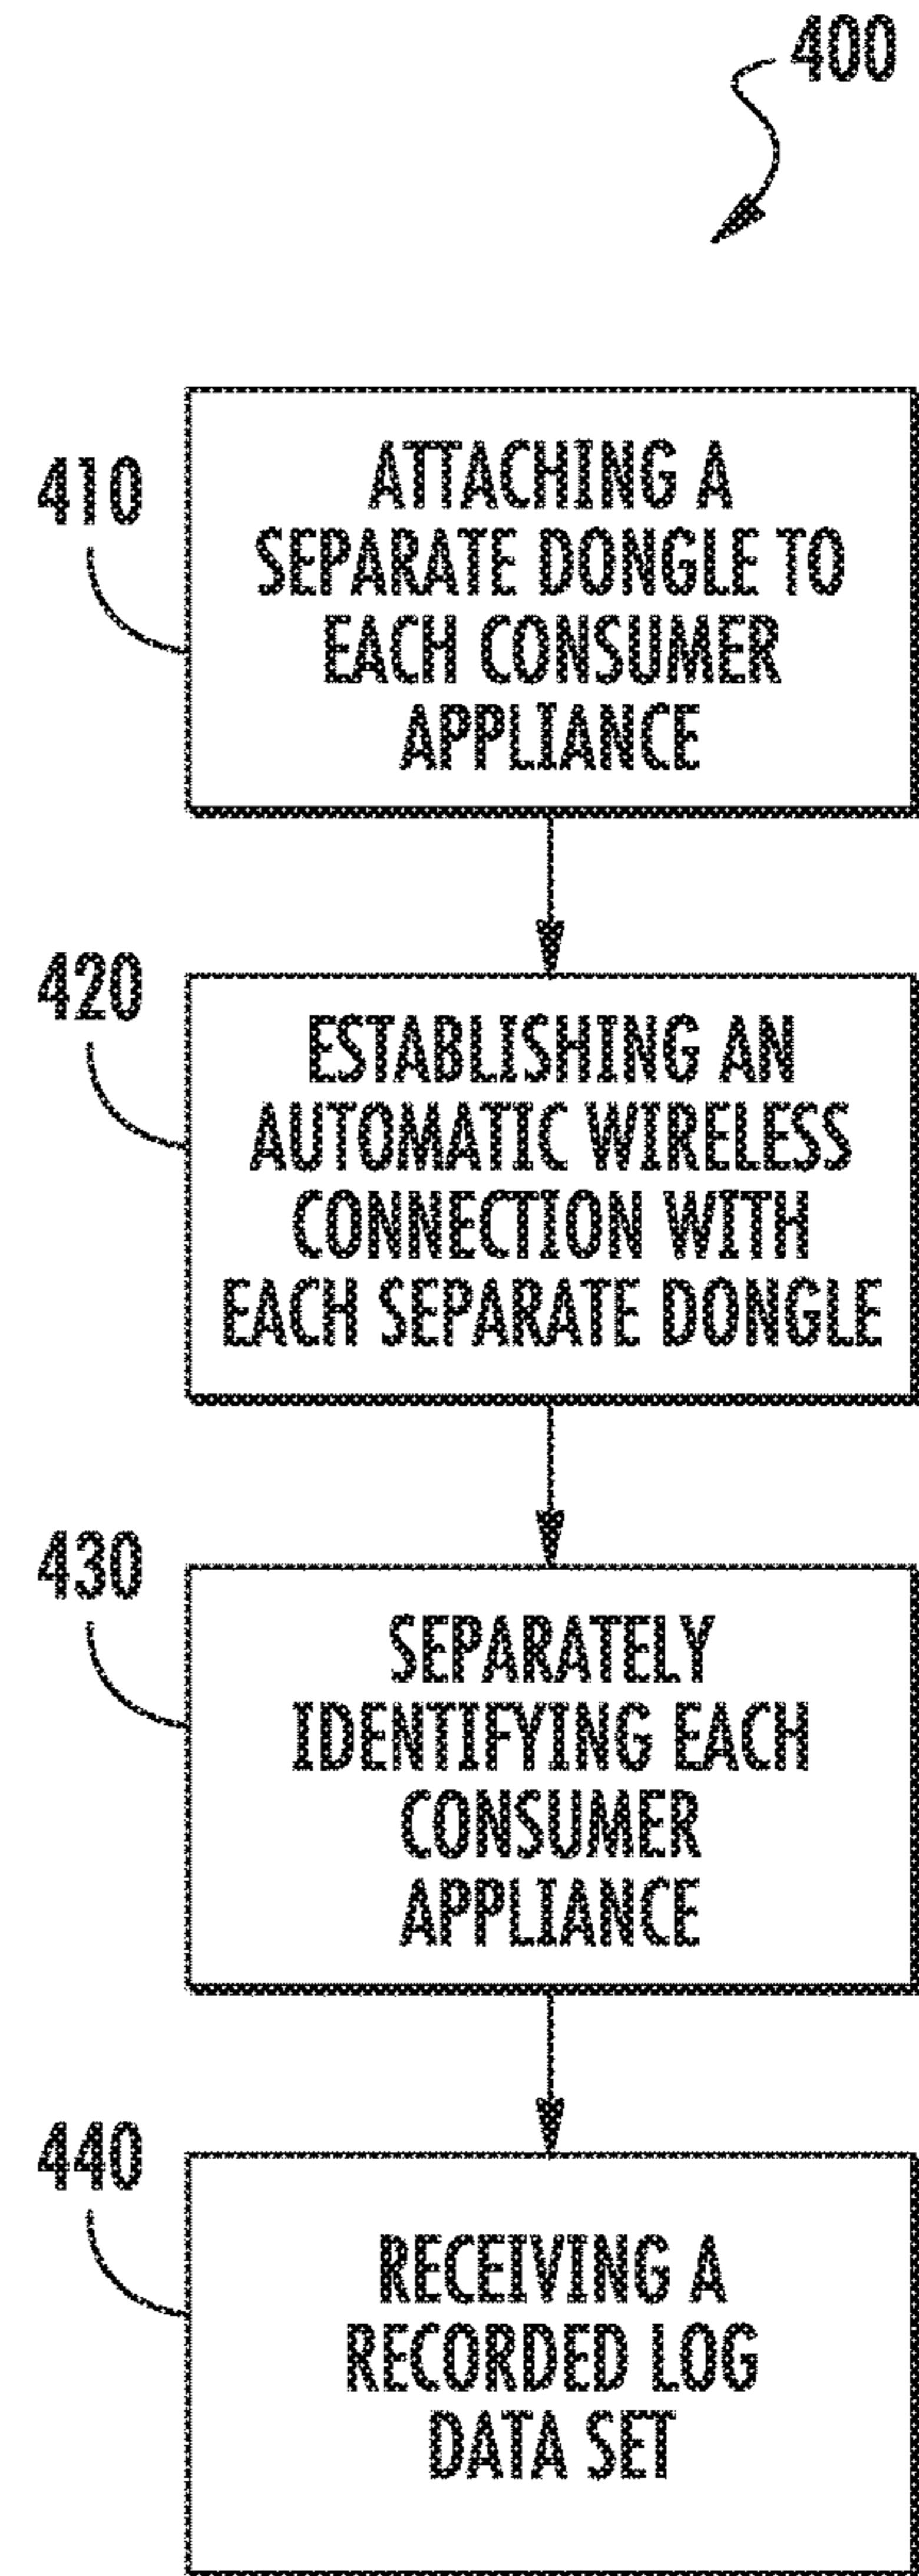 400
410
ATTACHING A
SEPARATE DONGLE TO
EACH CONSUMER
APPLIANCE
420
ESTABLISHING AN
AUTOMATIC WIRELESS
CONNECTION WITH
EACH SEPARATE DONGLE
430
SEPARATELY
IDENTIFYING EACH
CONSUMER
APPLIANCE
440
RECEIVING A
RECORDED LOG
DATA SET